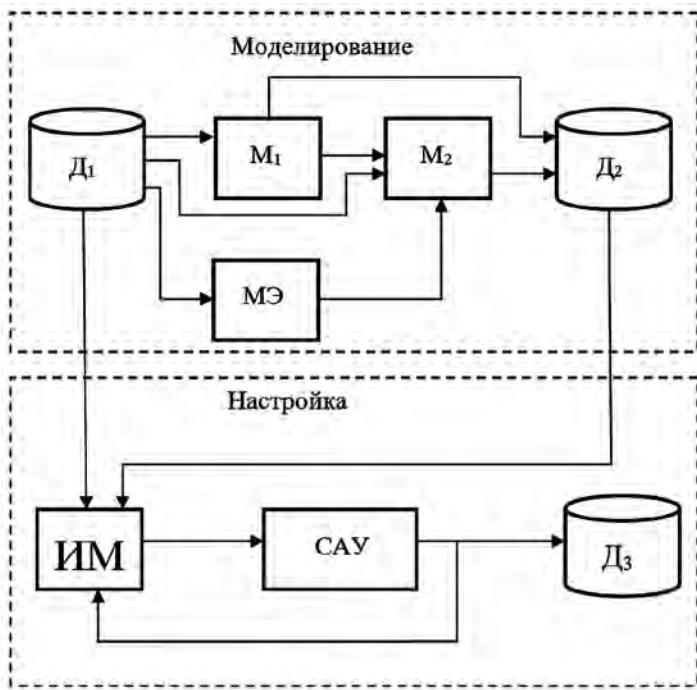 Моделирование
Д₁
М₁
М₂
Д₂
МЭ
Настройка
ИМ
САУ
Д₃